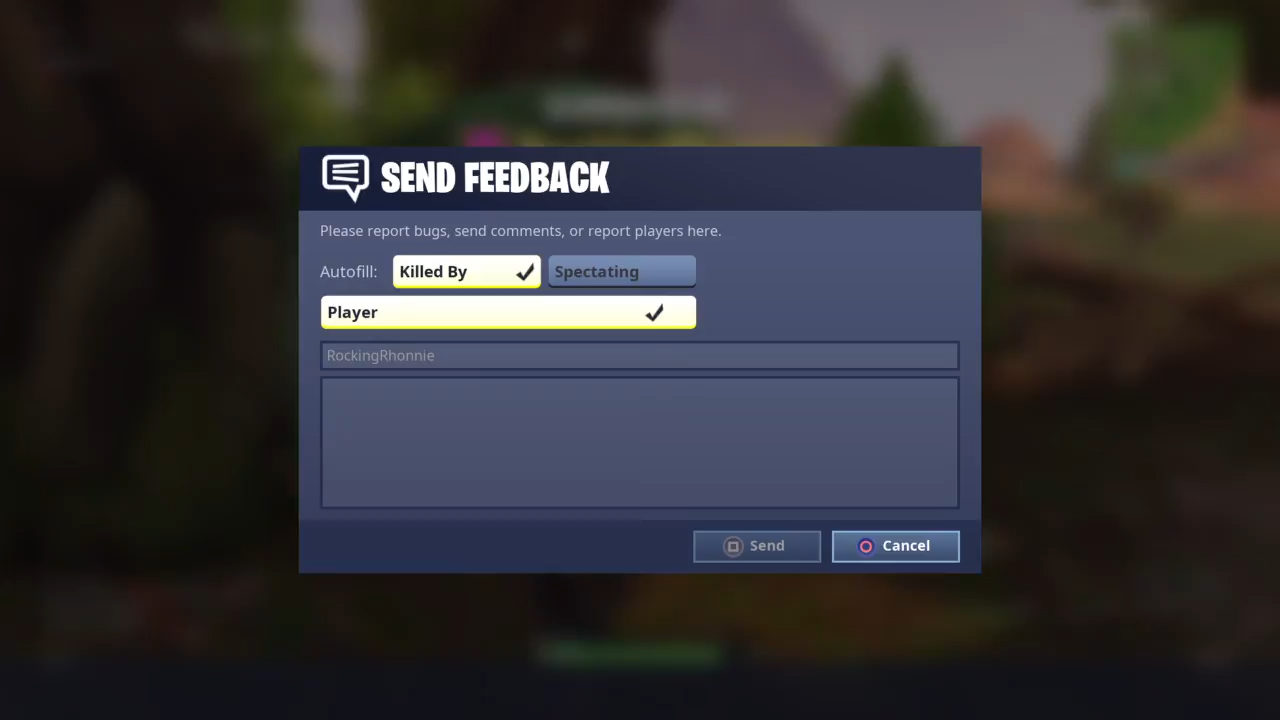 SEND FEEDBACK
Please report bugs, send comments, or report players here.
Autofill: Killed By Spectating
Player
RockingRhonnie
Send Cancel